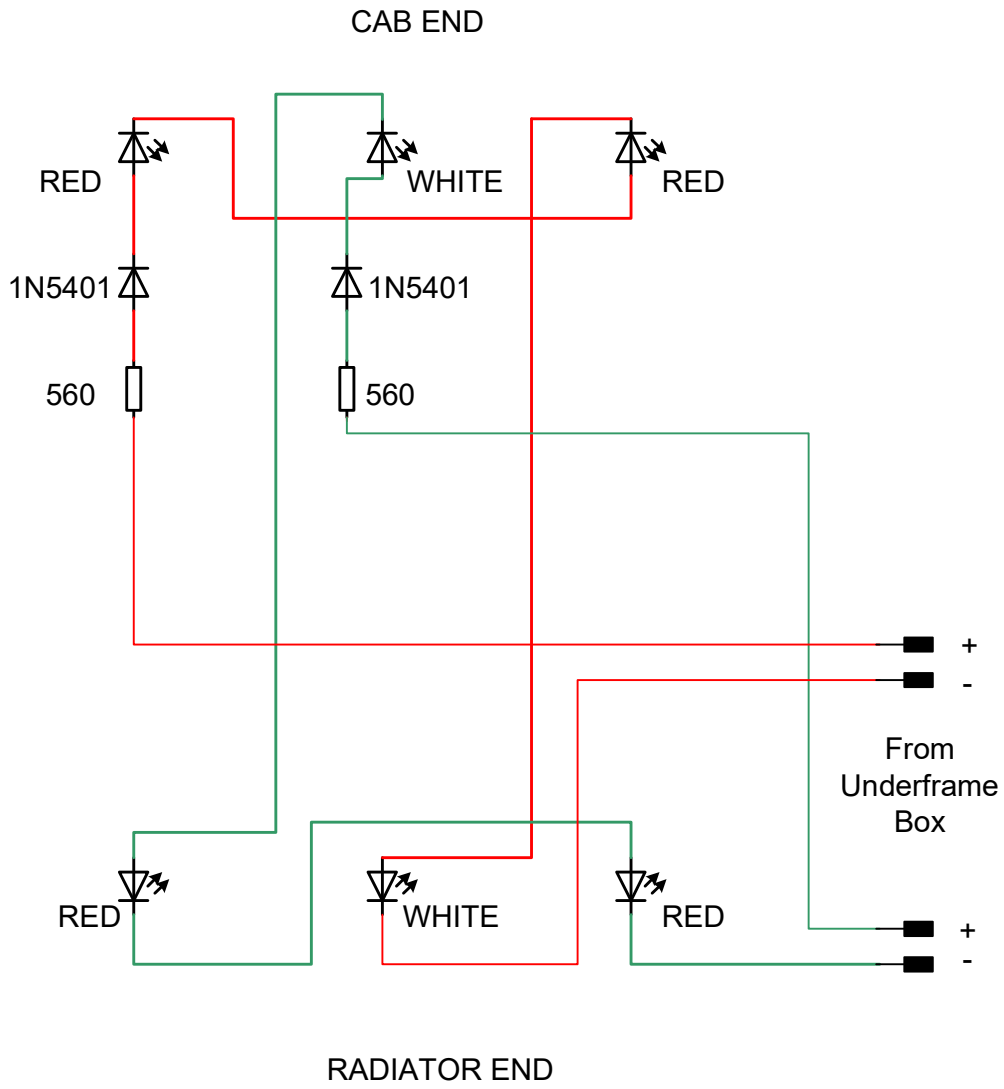 CAB END
RED
WHITE
RED
1N5401
1N5401
560
560
+
-
From
Underframe
Box
RED
WHITE
RED
+
-
RADIATOR END